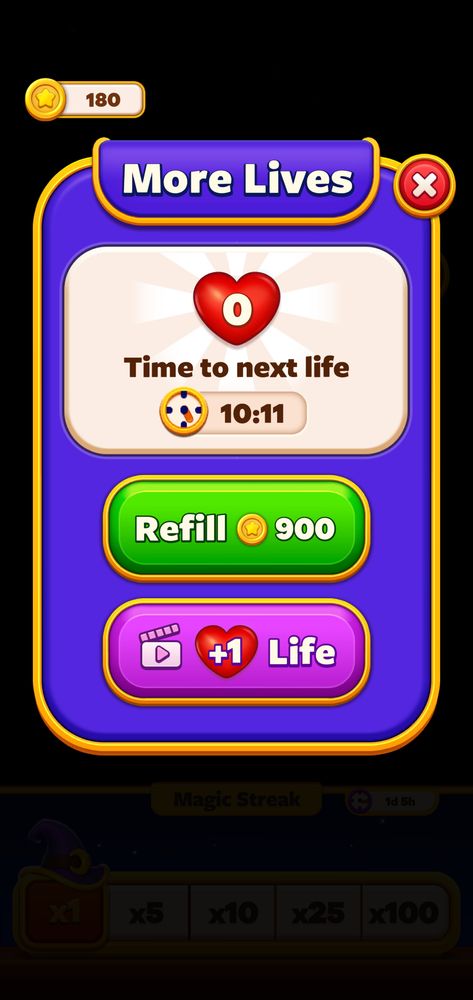 180
More Lives
0
Time to next life
10:11
Refill 900
+1 Life
Magic Streak
1d 5h
x1 x5 x10 x25 x100